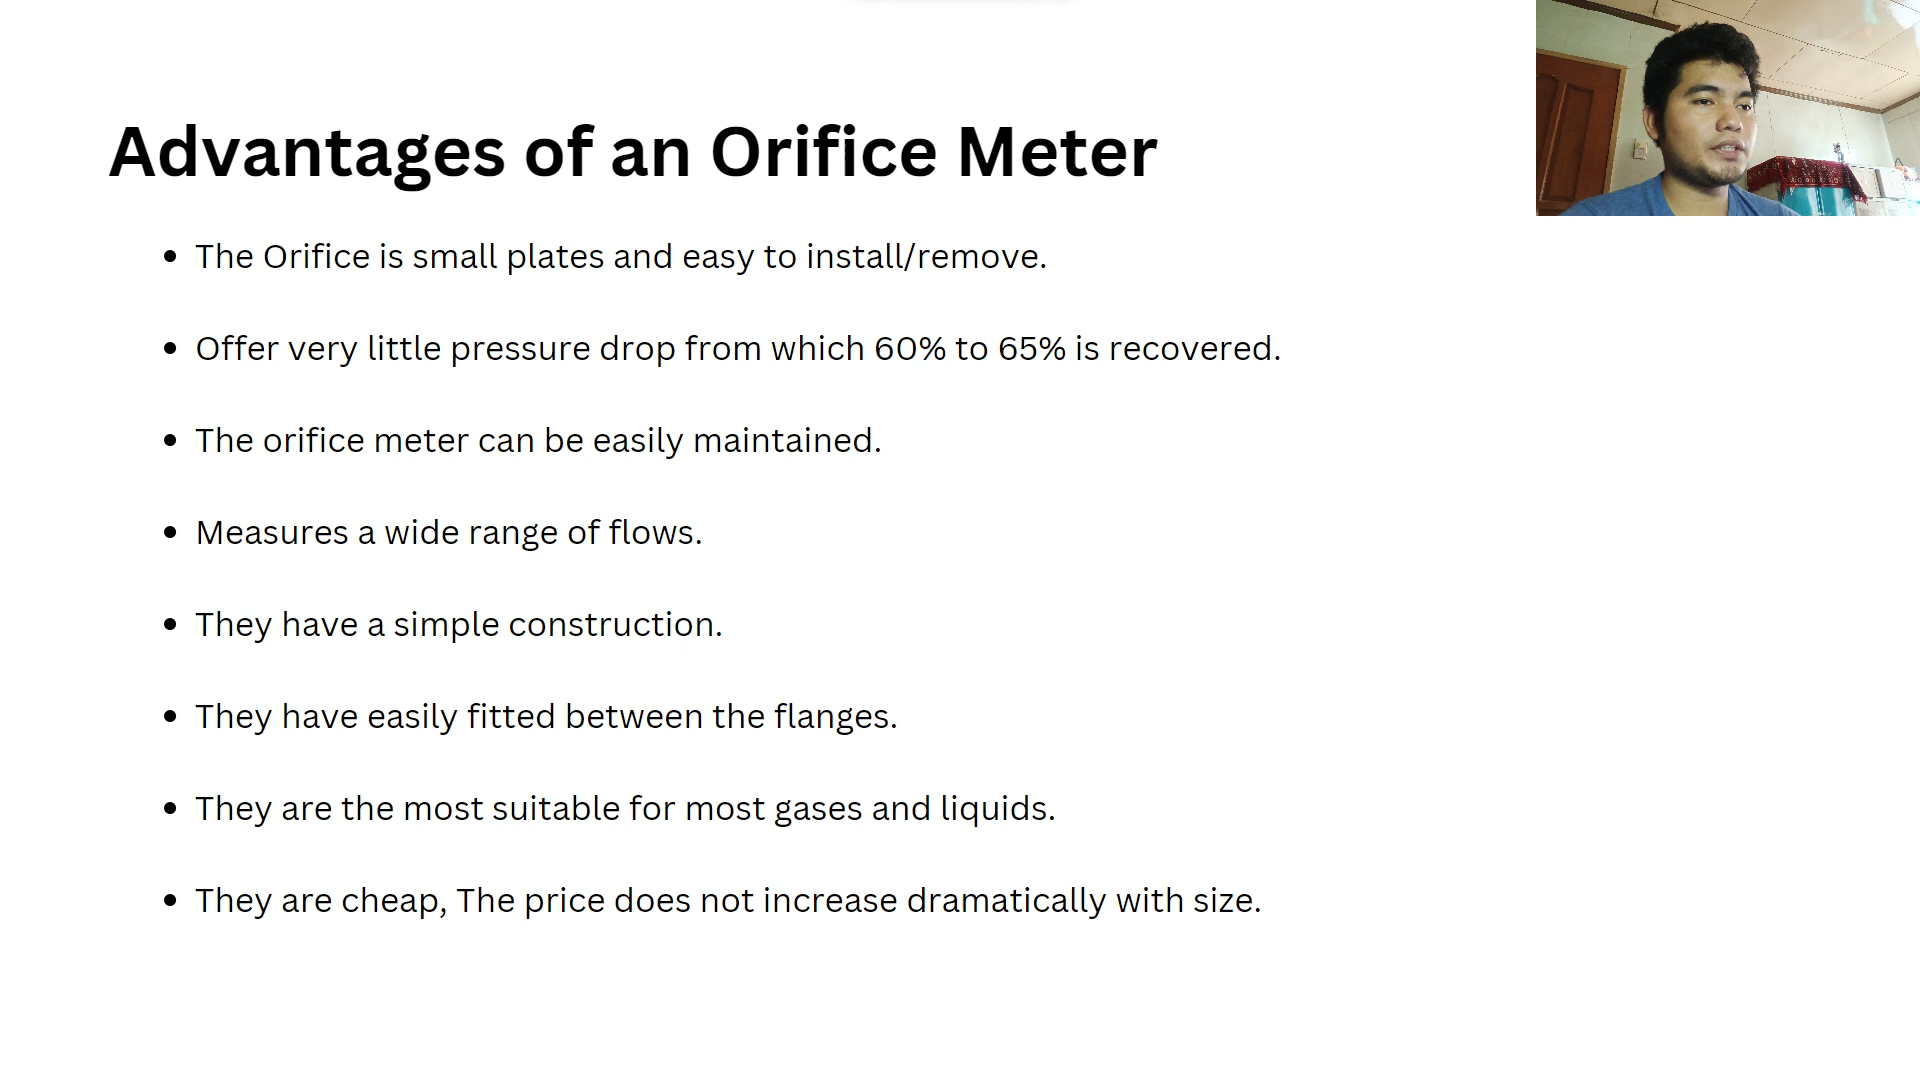 Advantages of an Orifice Meter
• The Orifice is small plates and easy to install/remove.
• Offer very little pressure drop from which 60% to 65% is recovered.
• The orifice meter can be easily maintained.
• Measures a wide range of flows.
• They have a simple construction.
• They have easily fitted between the flanges.
• They are the most suitable for most gases and liquids.
• They are cheap, The price does not increase dramatically with size.